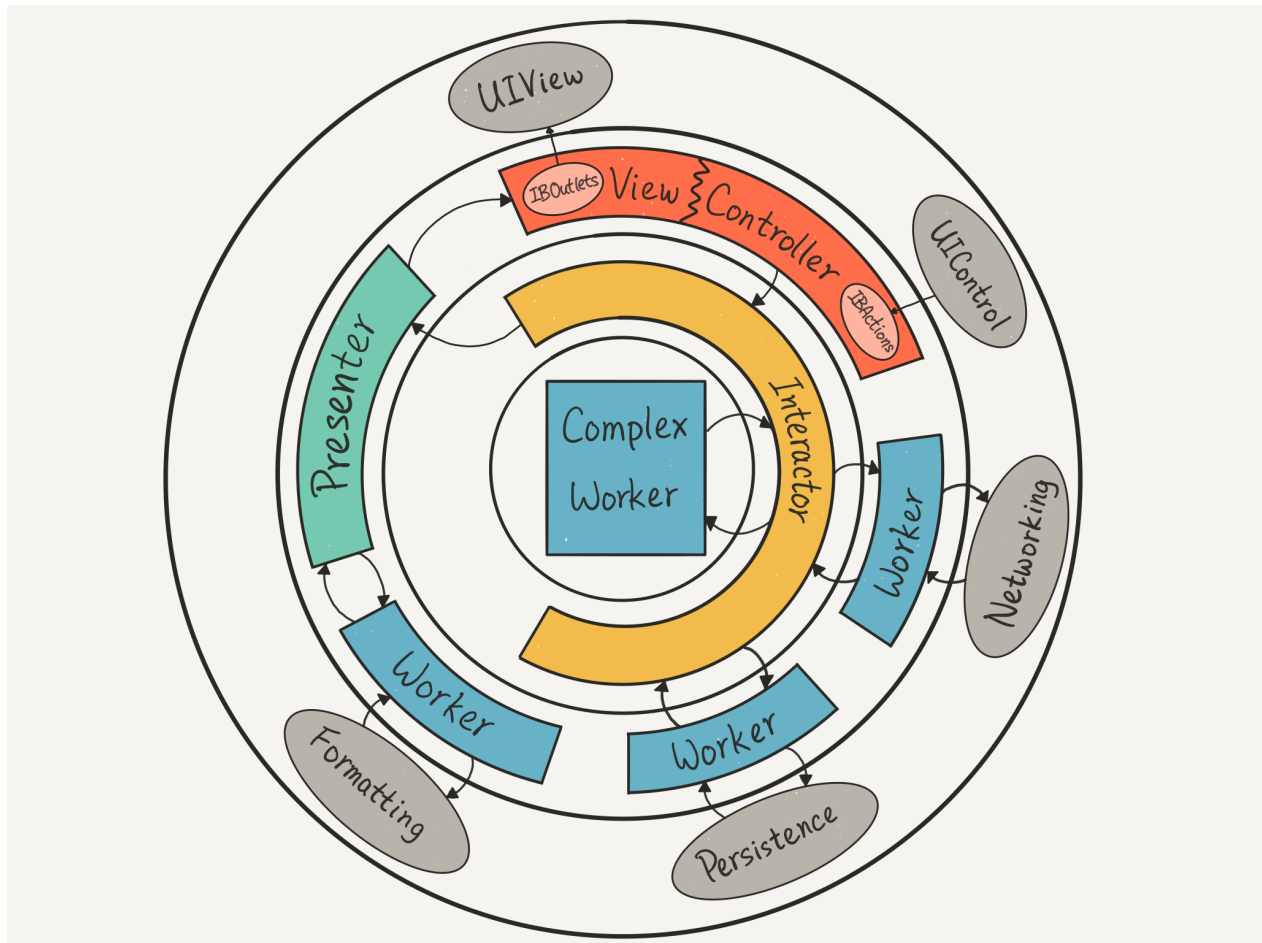 UIView
IBOutlets
View
Controller
UIControl
IBActions
Presenter
Complex
Worker
Interactor
Worker
Networking
Worker
Worker
Formatting
Persistence